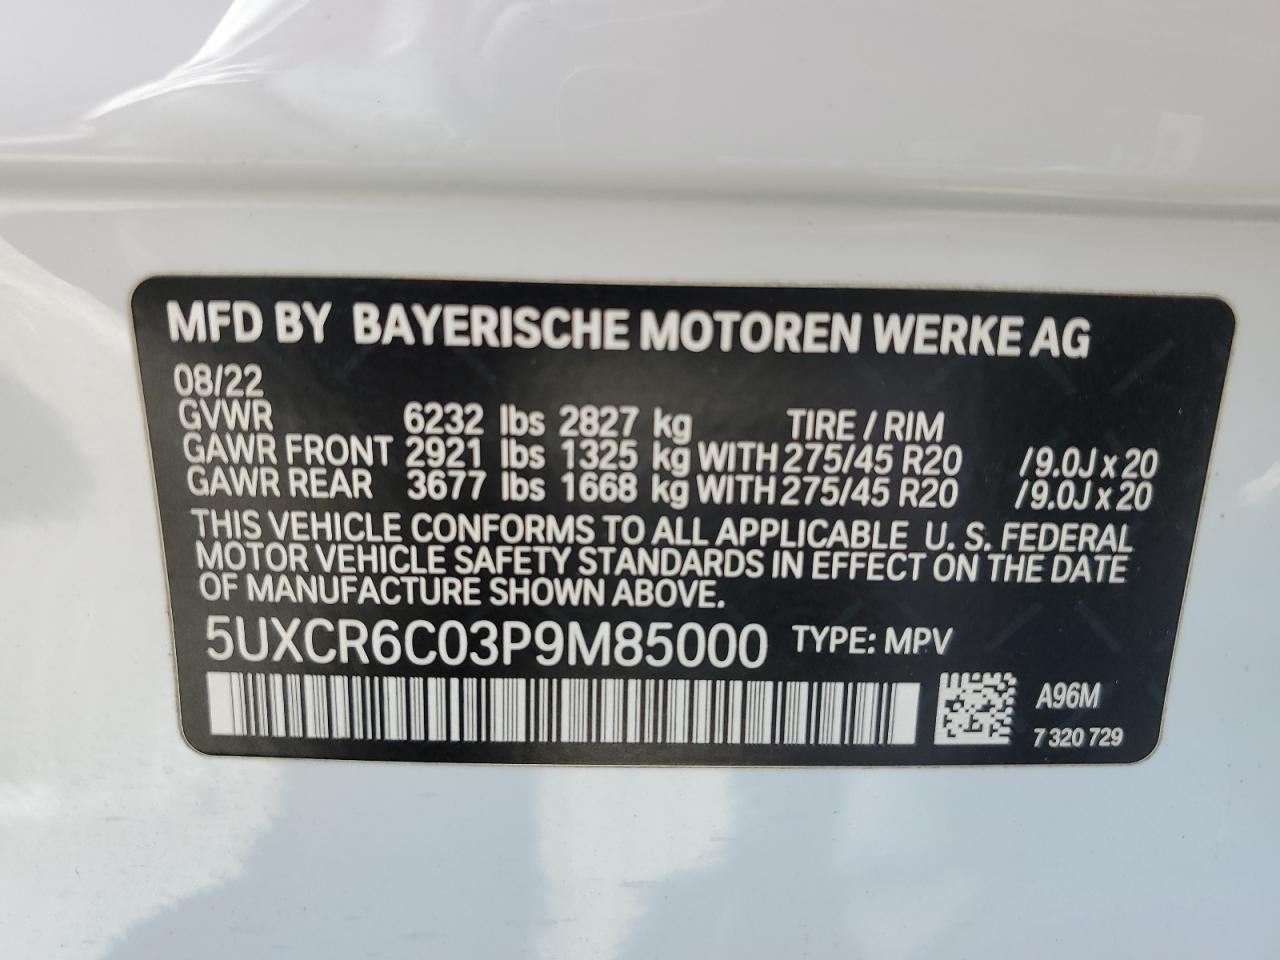 MFD BY BAYERISCHE MOTOREN WERKE AG
08/22
GVWR 6232 lbs 2827 kg TIRE / RIM
GAWR FRONT 2921 lbs 1325 kg WITH 275/45 R20 /9.0J x 20
GAWR REAR 3677 lbs 1668 kg WITH 275/45 R20 /9.0J x 20
THIS VEHICLE CONFORMS TO ALL APPLICABLE U. S. FEDERAL
MOTOR VEHICLE SAFETY STANDARDS IN EFFECT ON THE DATE
OF MANUFACTURE SHOWN ABOVE.
5UXCR6C03P9M85000 TYPE: MPV
A96M
7 320 729